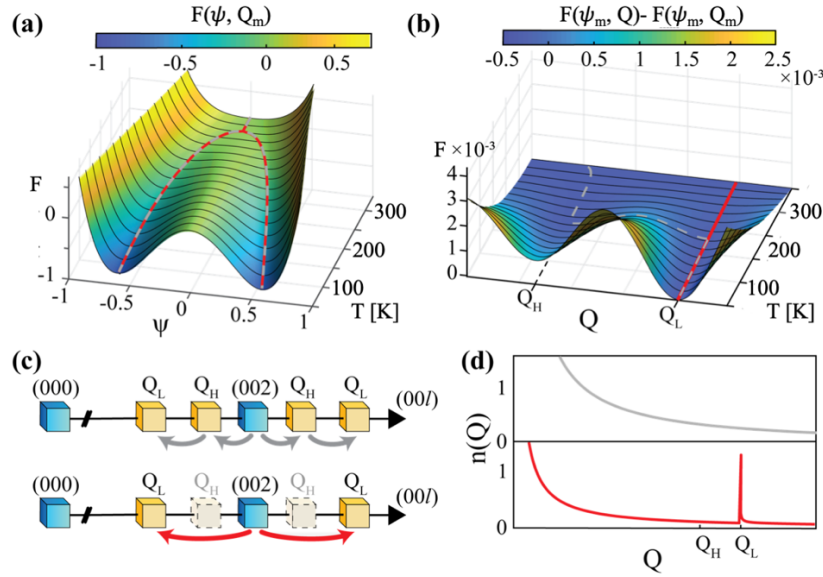 (a)
F(ψ, Qm)
-1 -0.5 0 0.5
F
0
-1
-1 -0.5 0 0.5 1
ψ
100 200 300
T [K]
(b)
F(ψm, Q)- F(ψm, Qm)
-0.5 0 0.5 1 1.5 2 2.5
×10⁻³
F ×10⁻³
4
3
2
1
0
QH
Q
QL
100 200 300
T [K]
(c)
(000) QL QH (002) QH QL (00l)
(000) QL QH (002) QH QL (00l)
(d)
n(Q)
1
0
1
0
QH QL
Q